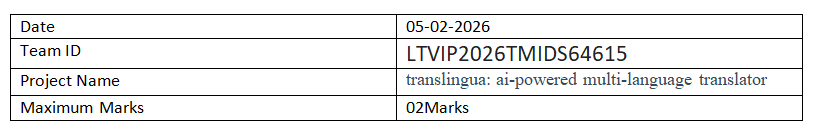 Date 05-02-2026
Team ID LTVIP2026TMIDS64615
Project Name translingua: ai-powered multi-language translator
Maximum Marks 02Marks